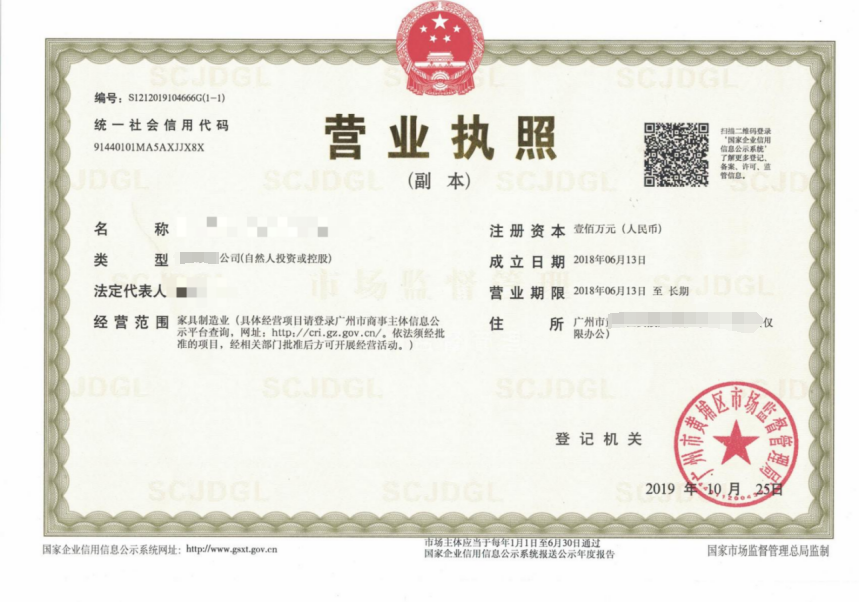 编号：S1212019104666G(1-1)
统一社会信用代码
91440101MA5AXJJX8X
营业执照
(副 本)
扫描二维码登录
'国家企业信用
信息公示系统'
了解更多登记、
备案、许可、监
管信息。
名 称
类 型 公司(自然人投资或控股)
法定代表人
经营范围 家具制造业（具体经营项目请登录广州市商事主体信息公
示平台查询，网址：http://cri.gz.gov.cn/。依法须经批
准的项目，经相关部门批准后方可开展经营活动。）
注册资本 壹佰万元（人民币）
成立日期 2018年06月13日
营业期限 2018年06月13日 至 长期
住 所 广州市 仅
限办公）
登记机关
广州市黄埔区市场监督管理局
2019 年 10 月 25日
国家企业信用信息公示系统网址：http://www.gsxt.gov.cn
市场主体应当于每年1月1日至6月30日通过
国家企业信用信息公示系统报送公示年度报告
国家市场监督管理总局监制
SCJDGL
市场监督管理